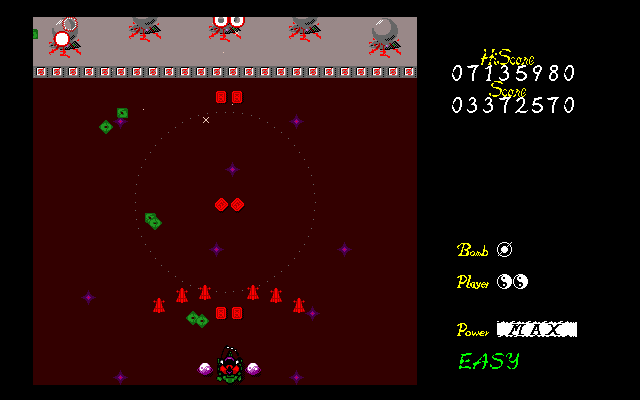 HiScore
07135980
Score
03372570
Bomb
Player
Power MAX
EASY